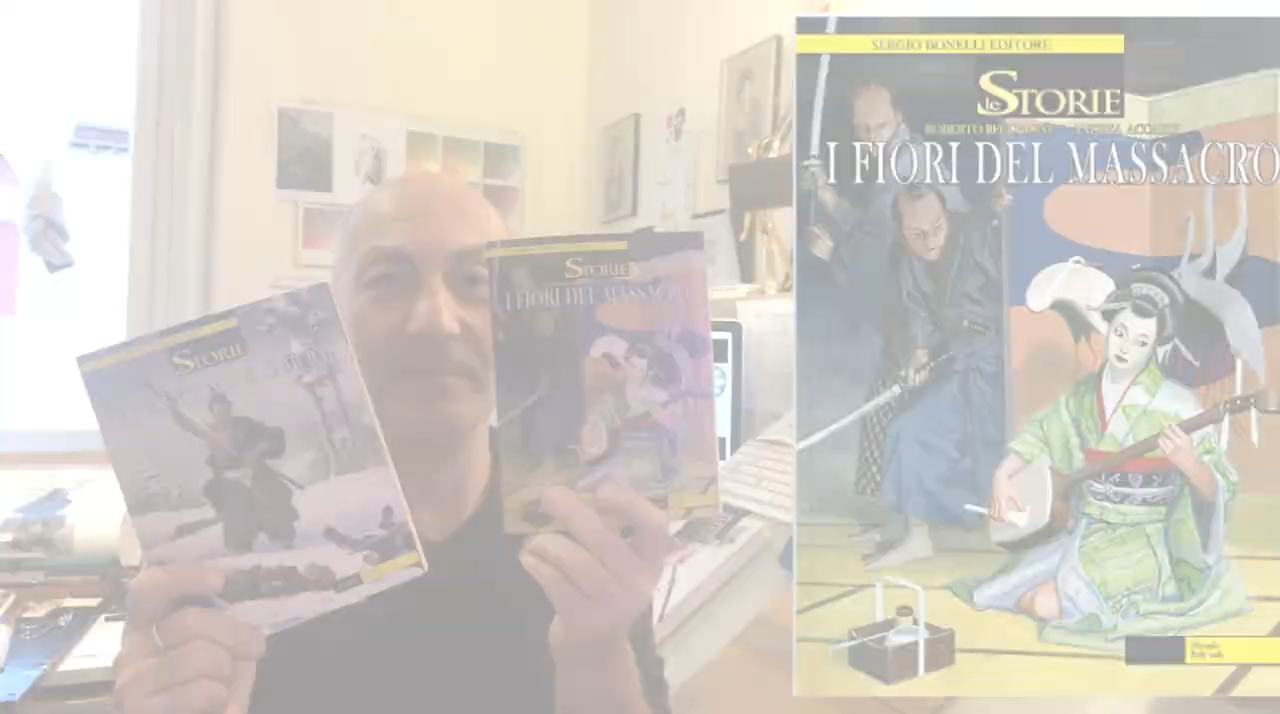 STORIE
STORIE
I FIORI DEL MASSACRO
SERGIO BONELLI EDITORE
le STORIE
I FIORI DEL MASSACRO